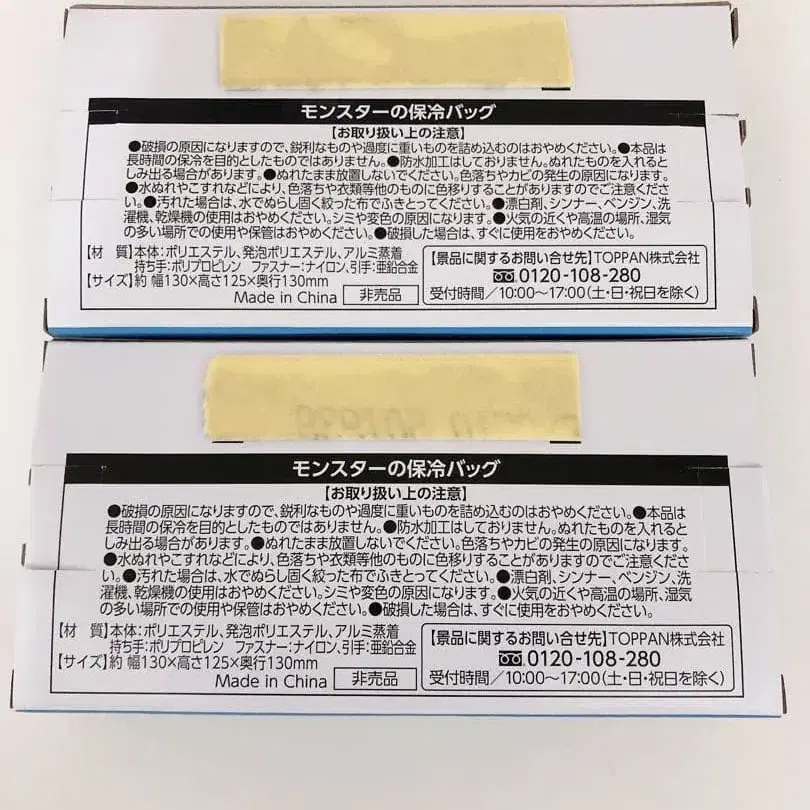 モンスターの保冷バッグ
【お取り扱い上の注意】
●破損の原因になりますので、鋭利なものや過度に重いものを詰め込むのはおやめください。●本品は
長時間の保冷を目的としたものではありません。●防水加工はしておりません。ぬれたものを入れると
しみ出る場合があります。●ぬれたまま放置しないでください。色落ちやカビの発生の原因になります。
●水ぬれやこすれなどにより、色落ちや衣類等他のものに色移りすることがありますのでご注意くださ
い。●汚れた場合は、水でぬらし固く絞った布でふきとってください。●漂白剤、シンナー、ベンジン、洗
濯機、乾燥機の使用はおやめください。シミや変色の原因になります。●火気の近くや高温の場所、湿気
の多い場所での使用や保管はおやめください。●破損した場合は、すぐに使用をおやめください。
【材 質】本体:ポリエステル、発泡ポリエステル、アルミ蒸着
持ち手:ポリプロピレン ファスナー:ナイロン、引手:亜鉛合金
【サイズ】約 幅130×高さ125×奥行130mm
Made in China 非売品
【景品に関するお問い合せ先】TOPPAN株式会社
0120-108-280
受付時間/10:00〜17:00(土・日・祝日を除く)
モンスターの保冷バッグ
【お取り扱い上の注意】
●破損の原因になりますので、鋭利なものや過度に重いものを詰め込むのはおやめください。●本品は
長時間の保冷を目的としたものではありません。●防水加工はしておりません。ぬれたものを入れると
しみ出る場合があります。●ぬれたまま放置しないでください。色落ちやカビの発生の原因になります。
●水ぬれやこすれなどにより、色落ちや衣類等他のものに色移りすることがありますのでご注意くださ
い。●汚れた場合は、水でぬらし固く絞った布でふきとってください。●漂白剤、シンナー、ベンジン、洗
濯機、乾燥機の使用はおやめください。シミや変色の原因になります。●火気の近くや高温の場所、湿気
の多い場所での使用や保管はおやめください。●破損した場合は、すぐに使用をおやめください。
【材 質】本体:ポリエステル、発泡ポリエステル、アルミ蒸着
持ち手:ポリプロピレン ファスナー:ナイロン、引手:亜鉛合金
【サイズ】約 幅130×高さ125×奥行130mm
Made in China 非売品
【景品に関するお問い合せ先】TOPPAN株式会社
0120-108-280
受付時間/10:00〜17:00(土・日・祝日を除く)